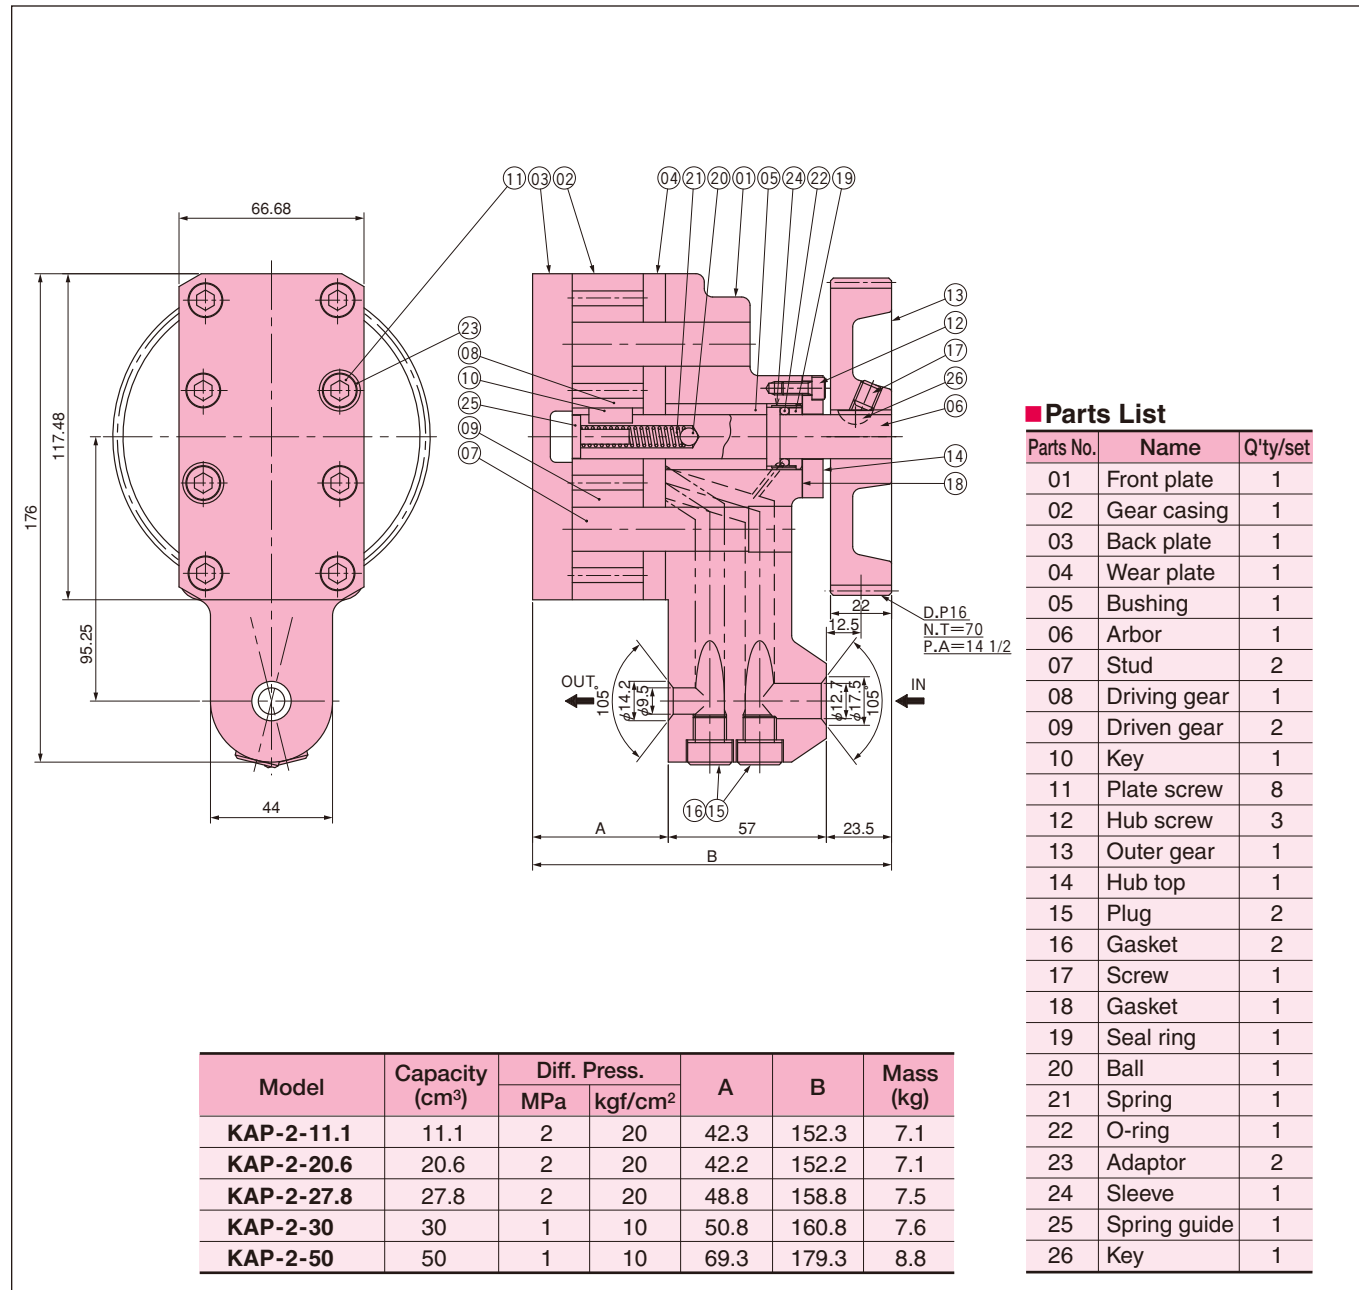 ⑪ ③ ②
03 02
04 21 20 01 05 24 22 19
66.68
13
12
17
26
06
14
18
23
08
10
25
09
07
117.48
176
95.25
44
22
12.5
D.P16
N.T=70
P.A=14 1/2
OUT
IN
105°
φ14.2
φ9.5
φ12.7
φ17.5
105°
16 15
A
57
23.5
B
■Parts List
Parts No. Name Q'ty/set
01 Front plate 1
02 Gear casing 1
03 Back plate 1
04 Wear plate 1
05 Bushing 1
06 Arbor 1
07 Stud 2
08 Driving gear 1
09 Driven gear 2
10 Key 1
11 Plate screw 8
12 Hub screw 3
13 Outer gear 1
14 Hub top 1
15 Plug 2
16 Gasket 2
17 Screw 1
18 Gasket 1
19 Seal ring 1
20 Ball 1
21 Spring 1
22 O-ring 1
23 Adaptor 2
24 Sleeve 1
25 Spring guide 1
26 Key 1
Model Capacity (cm³) Diff. Press. A B Mass (kg)
MPa kgf/cm²
KAP-2-11.1 11.1 2 20 42.3 152.3 7.1
KAP-2-20.6 20.6 2 20 42.2 152.2 7.1
KAP-2-27.8 27.8 2 20 48.8 158.8 7.5
KAP-2-30 30 1 10 50.8 160.8 7.6
KAP-2-50 50 1 10 69.3 179.3 8.8